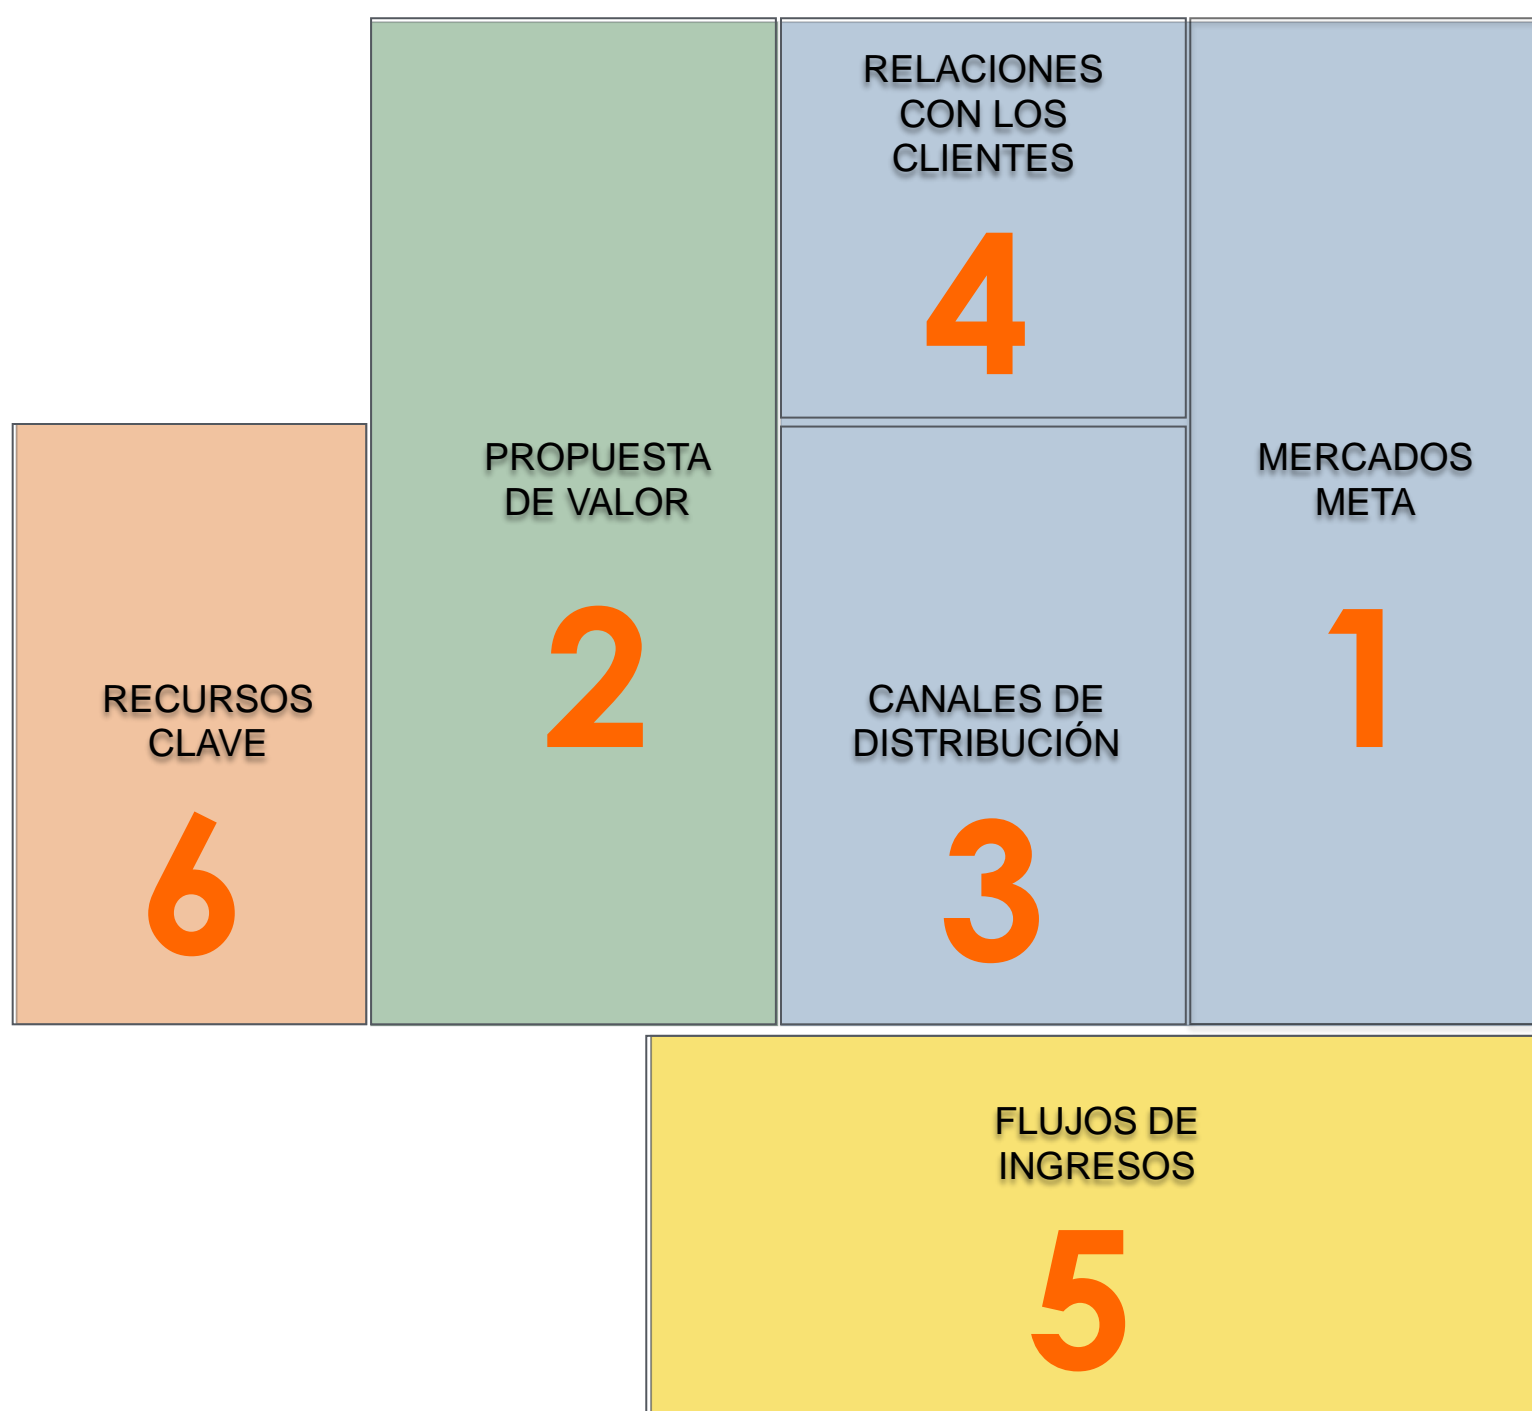 RELACIONES
CON LOS
CLIENTES
4
PROPUESTA
DE VALOR
2
MERCADOS
META
1
RECURSOS
CLAVE
6
CANALES DE
DISTRIBUCIÓN
3
FLUJOS DE
INGRESOS
5